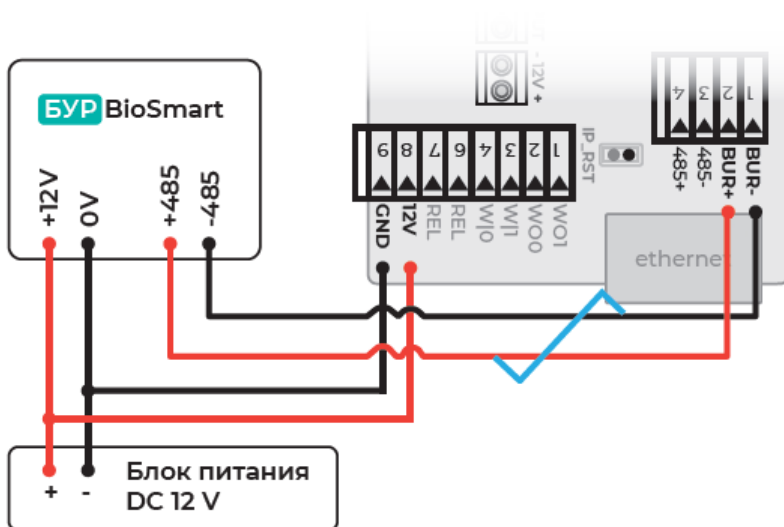 - 12V +
БУР BioSmart
+12V
0V
+485
-485
9 8 7 6 4 3 2 1
GND
12V
REL
REL
WI0
WI1
WO0
WO1
IP_RST
4 3 2 1
485+
485-
BUR+
BUR-
ethernet
Блок питания
+ - DC 12 V